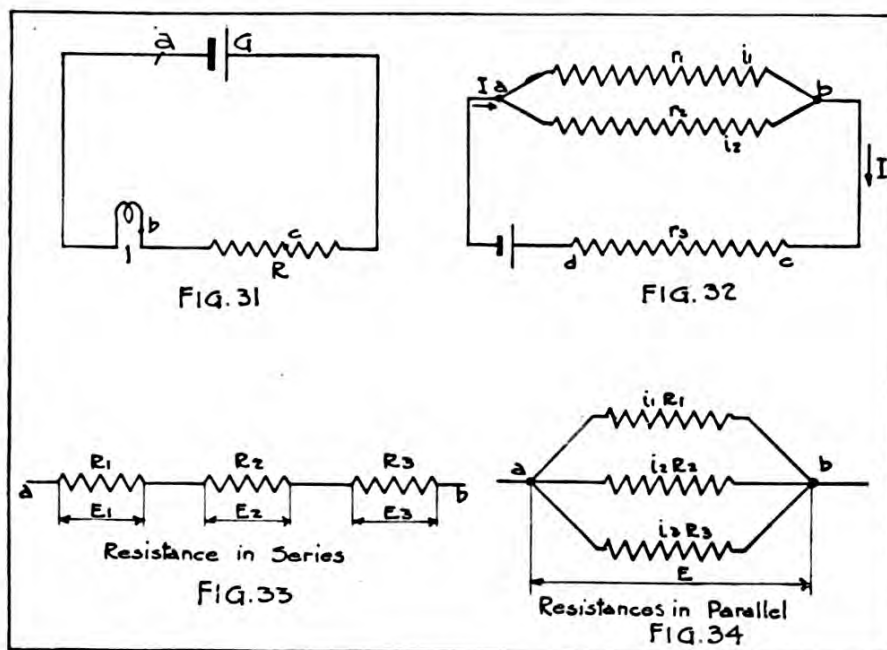 a G
b
l
c
R
FIG. 31
I a r₁ i₁ b
r₂
i₂
I
r₃
d c
FIG. 32
R₁ R₂ R₃
a b
E₁ E₂ E₃
Resistance in Series
FIG. 33
i₁ R₁
a i₂ R₂ b
i₃ R₃
E
Resistances in Parallel
FIG. 34